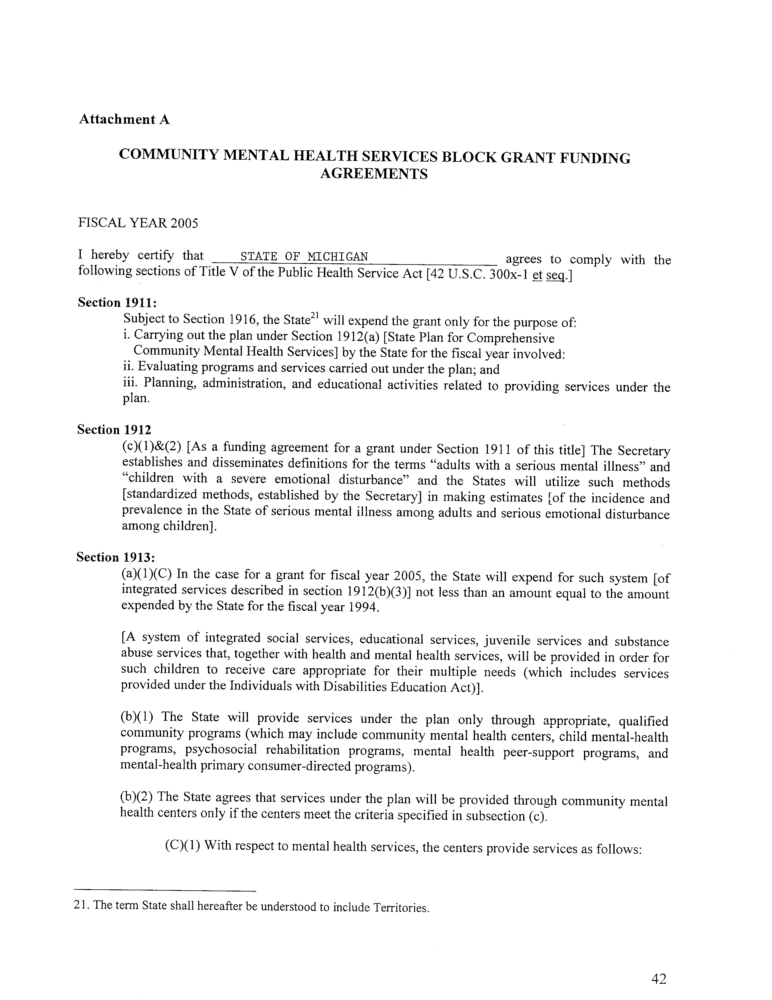 Attachment A
COMMUNITY MENTAL HEALTH SERVICES BLOCK GRANT FUNDING
AGREEMENTS
FISCAL YEAR 2005
I hereby certify that STATE OF MICHIGAN agrees to comply with the
following sections of Title V of the Public Health Service Act [42 U.S.C. 300x-1 et seq.]
Section 1911:
Subject to Section 1916, the State21 will expend the grant only for the purpose of:
i. Carrying out the plan under Section 1912(a) [State Plan for Comprehensive
Community Mental Health Services] by the State for the fiscal year involved:
ii. Evaluating programs and services carried out under the plan; and
iii. Planning, administration, and educational activities related to providing services under the
plan.
Section 1912
(c)(1)&(2) [As a funding agreement for a grant under Section 1911 of this title] The Secretary
establishes and disseminates definitions for the terms “adults with a serious mental illness” and
“children with a severe emotional disturbance” and the States will utilize such methods
[standardized methods, established by the Secretary] in making estimates [of the incidence and
prevalence in the State of serious mental illness among adults and serious emotional disturbance
among children].
Section 1913:
(a)(1)(C) In the case for a grant for fiscal year 2005, the State will expend for such system [of
integrated services described in section 1912(b)(3)] not less than an amount equal to the amount
expended by the State for the fiscal year 1994.
[A system of integrated social services, educational services, juvenile services and substance
abuse services that, together with health and mental health services, will be provided in order for
such children to receive care appropriate for their multiple needs (which includes services
provided under the Individuals with Disabilities Education Act)].
(b)(1) The State will provide services under the plan only through appropriate, qualified
community programs (which may include community mental health centers, child mental-health
programs, psychosocial rehabilitation programs, mental health peer-support programs, and
mental-health primary consumer-directed programs).
(b)(2) The State agrees that services under the plan will be provided through community mental
health centers only if the centers meet the criteria specified in subsection (c).
(C)(1) With respect to mental health services, the centers provide services as follows:
21. The term State shall hereafter be understood to include Territories.
42